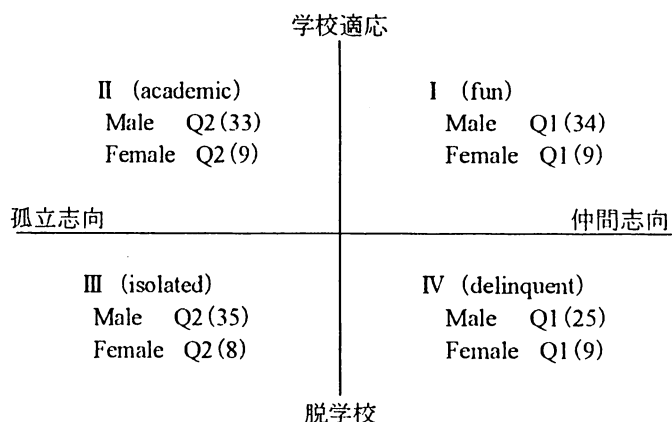 学校適応
II (academic)
Male Q2(33)
Female Q2(9)
I (fun)
Male Q1(34)
Female Q1(9)
孤立志向
仲間志向
III (isolated)
Male Q2(35)
Female Q2(8)
IV (delinquent)
Male Q1(25)
Female Q1(9)
脱学校